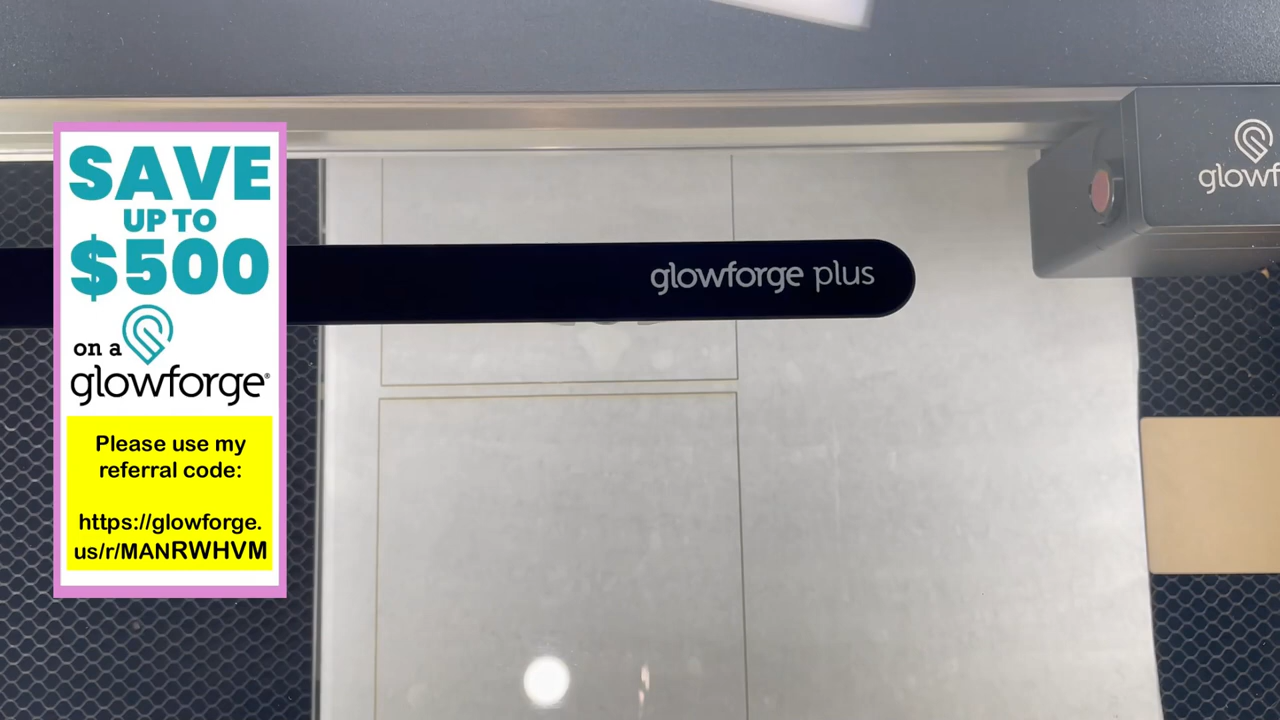 SAVE
UP TO
$500
on a
glowforge®
Please use my
referral code:
https://glowforge.
us/r/MANRWHVM
glowforge plus
glowf